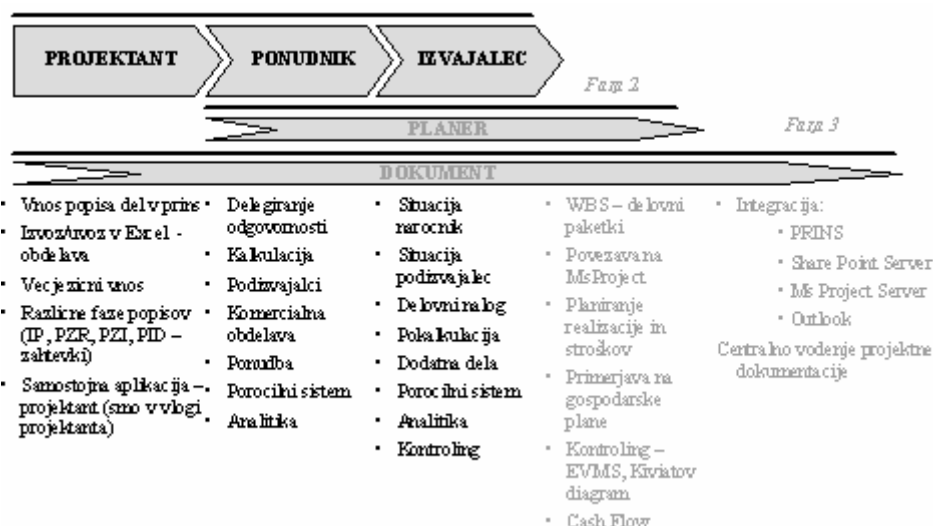 PROJEKTANT
PONUDNIK
IZVAJALEC
Faza 2
PLANER
Faza 3
DOKUMENT
• Vnos popisa del v prins
• Izvoz/uvoz v Excel -
obdelava
• Vecjezicni vnos
• Razlicne faze popisov
(IP, PZR, PZI, PID –
zahtevki)
• Samostojna aplikacija –
projektant (smo v vlogi
projektanta)
• Delegiranje
odgovornosti
• Kalkulacija
• Podizvajalci
• Komercialna
obdelava
• Ponudba
• Porocilni sistem
• Analitika
• Situacija
narocnik
• Situacija
podizvajalec
• Delovni nalog
• Pokalkulacija
• Dodatna dela
• Porocilni sistem
• Analitika
• Kontroling
• WBS – delovni
paketki
• Povezava na
MsProject
• Planiranje
realizacije in
stroškov
• Primerjava na
gospodarske
plane
• Kontroling –
EVMS, Kiviatov
diagram
• Cash Flow
• Integracija:
• PRINS
• Share Point Server
• Ms Project Server
• Outlook
Centralno vodenje projektne
dokumentacije